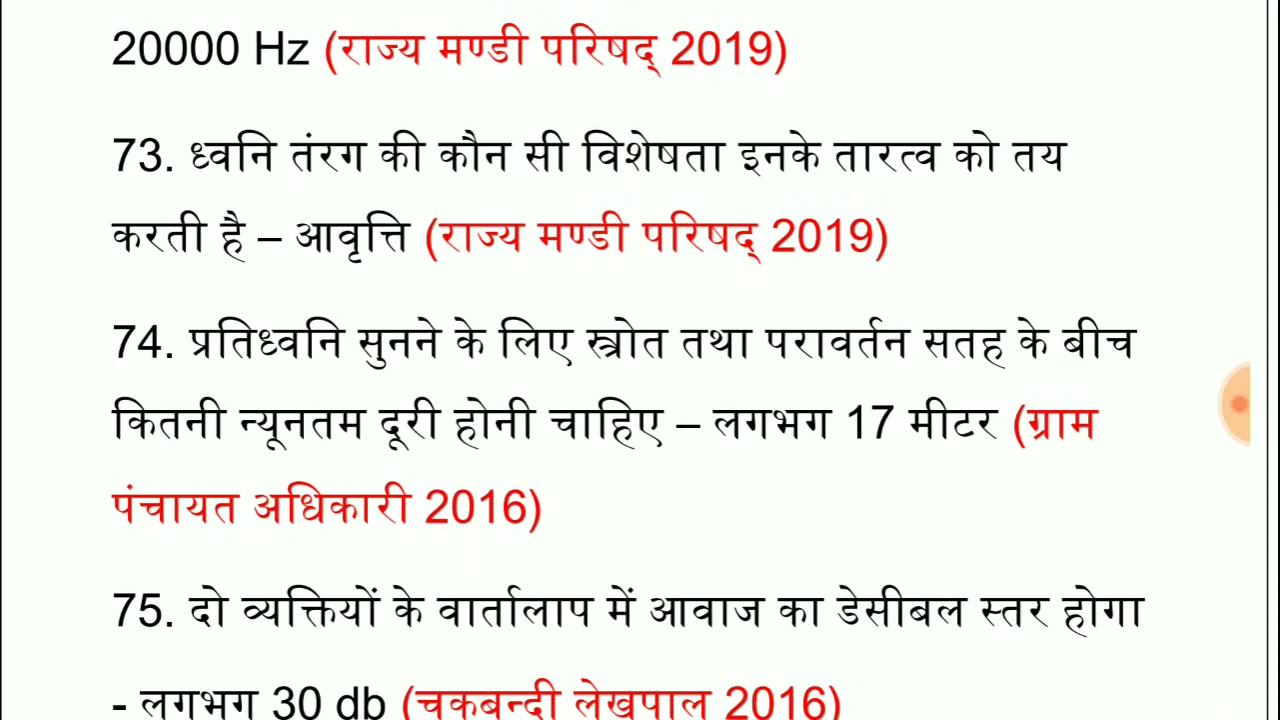 20000 Hz (राज्य मण्डी परिषद् 2019)
73. ध्वनि तंरग की कौन सी विशेषता इनके तारत्व को तय
करती है – आवृत्ति (राज्य मण्डी परिषद् 2019)
74. प्रतिध्वनि सुनने के लिए स्त्रोत तथा परावर्तन सतह के बीच
कितनी न्यूनतम दूरी होनी चाहिए – लगभग 17 मीटर (ग्राम
पंचायत अधिकारी 2016)
75. दो व्यक्तियों के वार्तालाप में आवाज का डेसीबल स्तर होगा
- लगभग 30 db (चकबन्दी लेखपाल 2016)